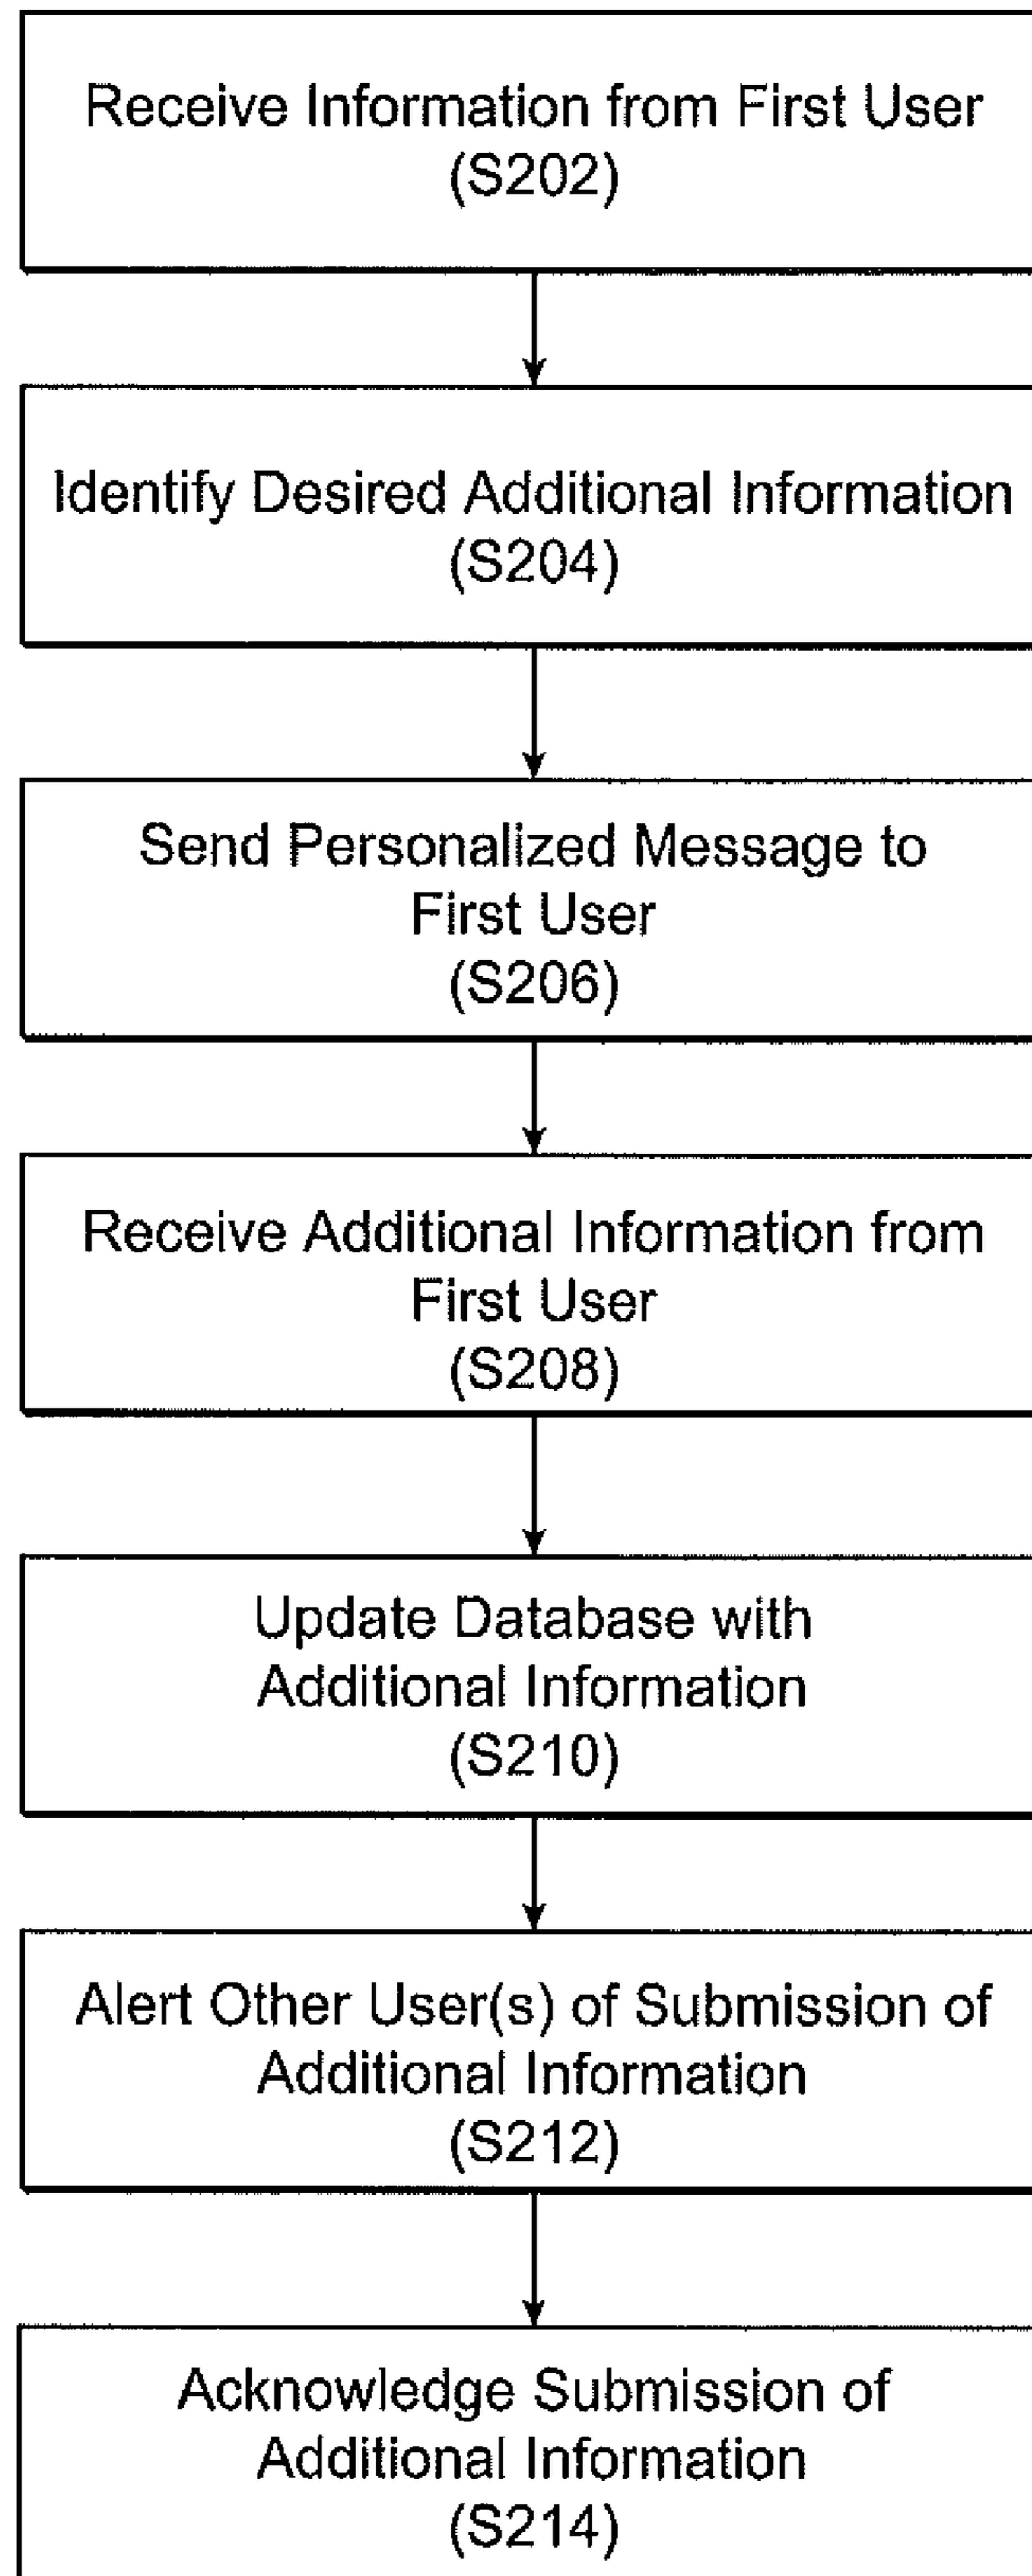 Receive Information from First User
(S202)
Identify Desired Additional Information
(S204)
Send Personalized Message to
First User
(S206)
Receive Additional Information from
First User
(S208)
Update Database with
Additional Information
(S210)
Alert Other User(s) of Submission of
Additional Information
(S212)
Acknowledge Submission of
Additional Information
(S214)